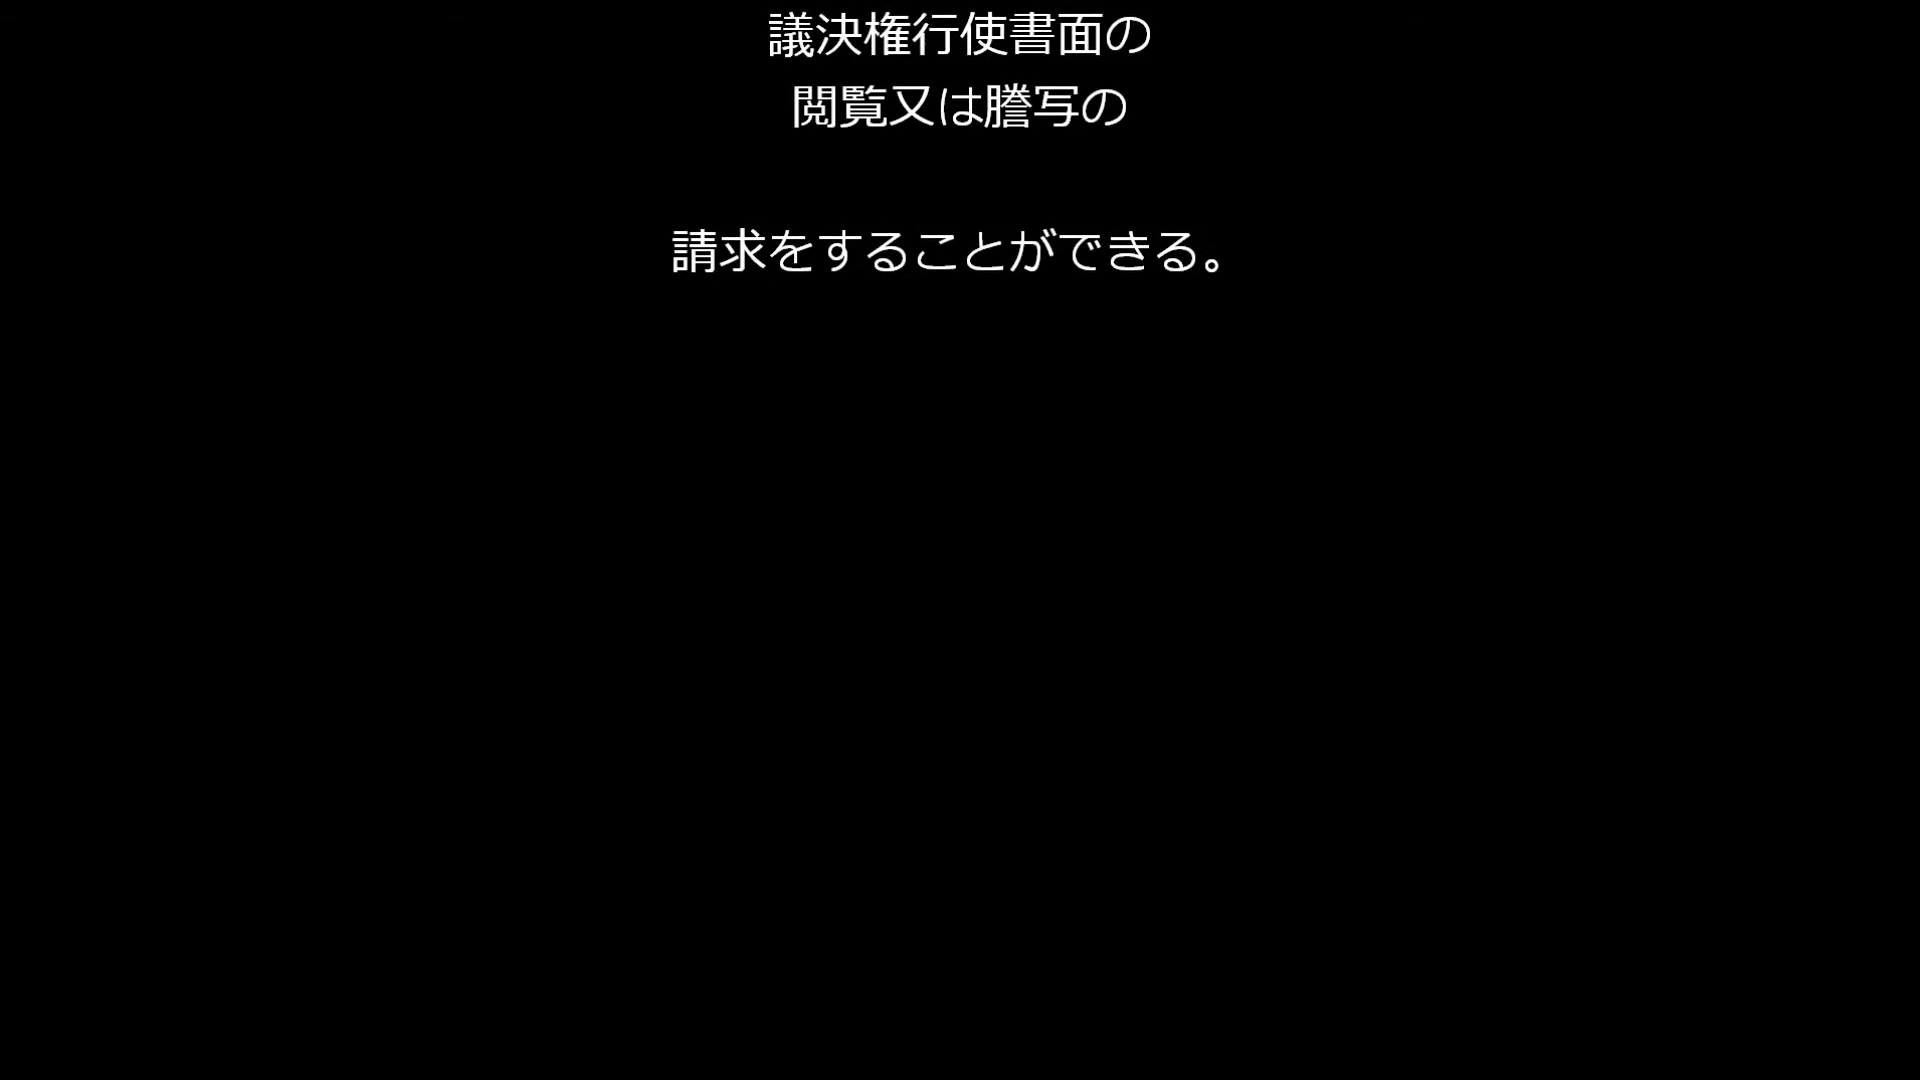 議決権行使書面の
閲覧又は謄写の
請求をすることができる。